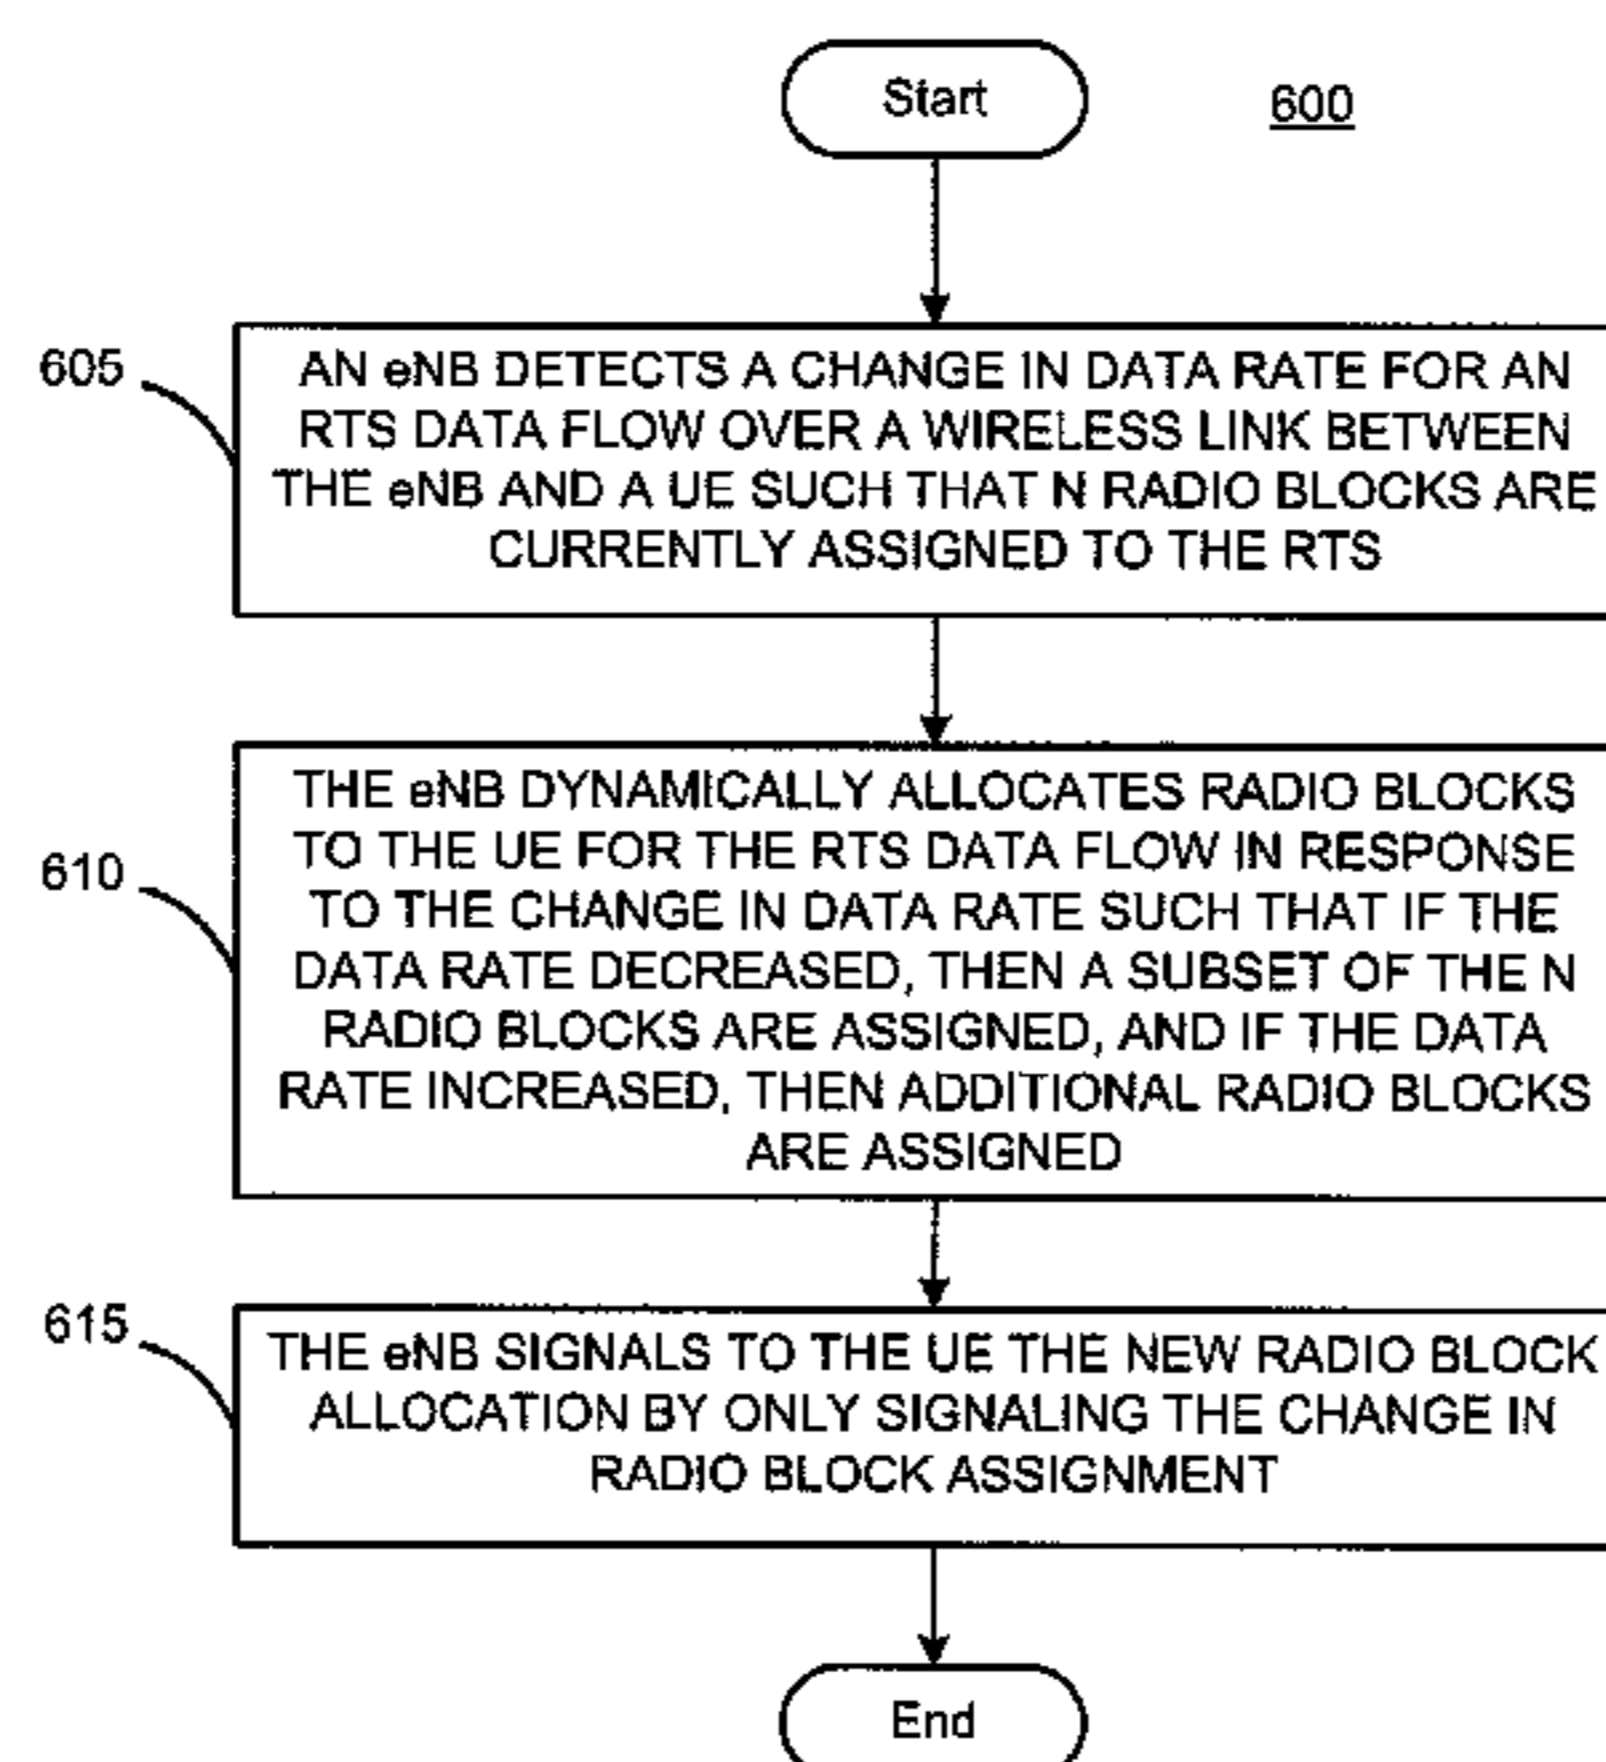 Start
600
605
AN eNB DETECTS A CHANGE IN DATA RATE FOR AN
RTS DATA FLOW OVER A WIRELESS LINK BETWEEN
THE eNB AND A UE SUCH THAT N RADIO BLOCKS ARE
CURRENTLY ASSIGNED TO THE RTS
610
THE eNB DYNAMICALLY ALLOCATES RADIO BLOCKS
TO THE UE FOR THE RTS DATA FLOW IN RESPONSE
TO THE CHANGE IN DATA RATE SUCH THAT IF THE
DATA RATE DECREASED, THEN A SUBSET OF THE N
RADIO BLOCKS ARE ASSIGNED, AND IF THE DATA
RATE INCREASED, THEN ADDITIONAL RADIO BLOCKS
ARE ASSIGNED
615
THE eNB SIGNALS TO THE UE THE NEW RADIO BLOCK
ALLOCATION BY ONLY SIGNALING THE CHANGE IN
RADIO BLOCK ASSIGNMENT
End